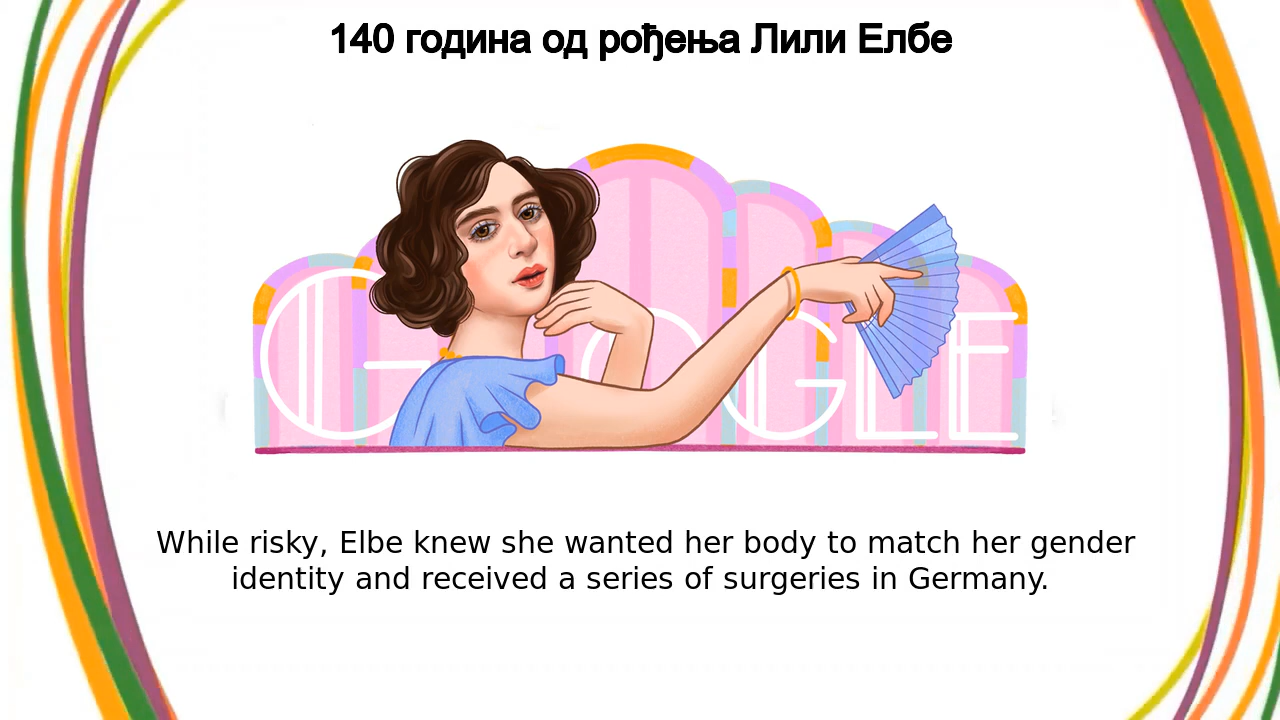 140 година од рођења Лили Елбе
GOOGLE
While risky, Elbe knew she wanted her body to match her gender
identity and received a series of surgeries in Germany.